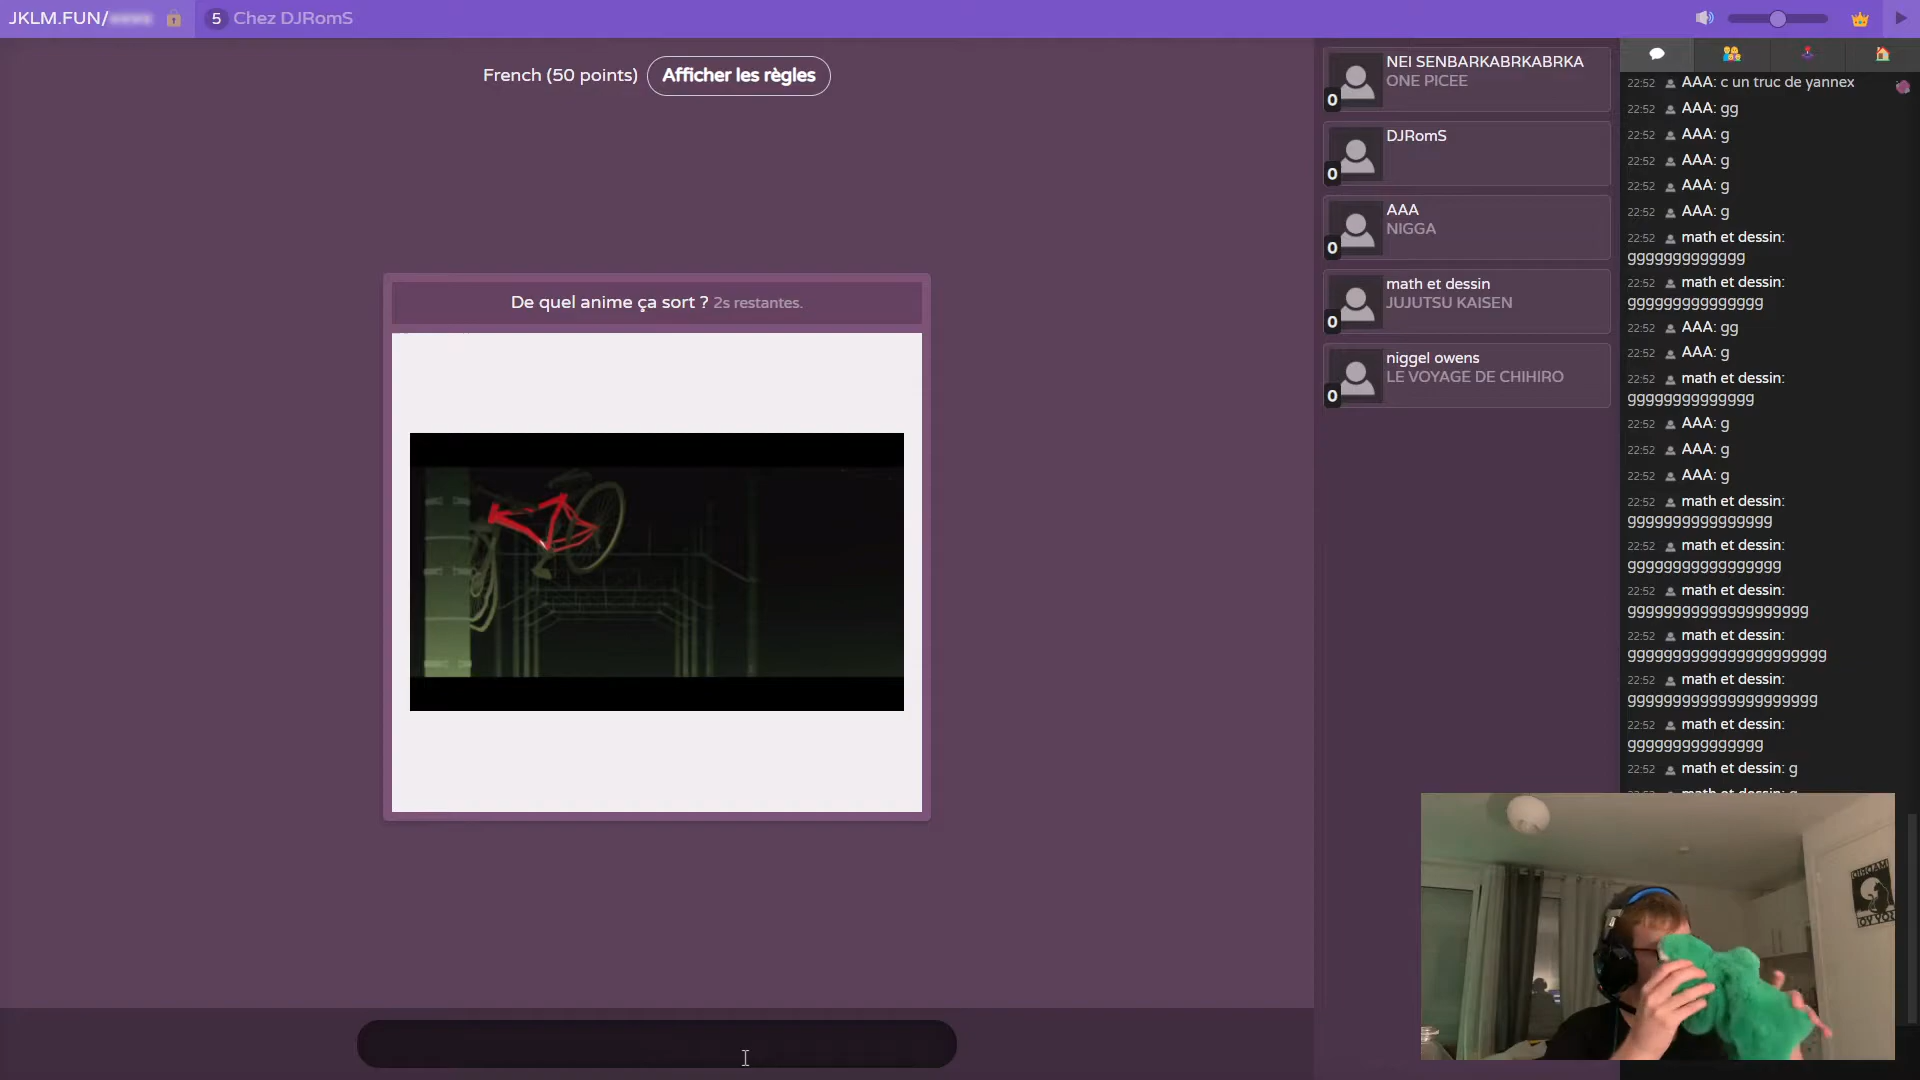 JKLM.FUN/
5 Chez DJRomS
French (50 points) Afficher les règles
De quel anime ça sort ? 2s restantes.
NEI SENBARKABRKABRKA
ONE PICEE
0
DJRomS
0
AAA
NIGGA
0
math et dessin
JUJUTSU KAISEN
0
niggel owens
LE VOYAGE DE CHIHIRO
0
22:52 AAA: c un truc de yannex
22:52 AAA: gg
22:52 AAA: g
22:52 AAA: g
22:52 AAA: g
22:52 AAA: g
22:52 math et dessin:
ggggggggggggg
22:52 math et dessin:
ggggggggggggggg
22:52 AAA: gg
22:52 AAA: g
22:52 math et dessin:
gggggggggggggg
22:52 AAA: g
22:52 AAA: g
22:52 AAA: g
22:52 math et dessin:
gggggggggggggggg
22:52 math et dessin:
ggggggggggggggggg
22:52 math et dessin:
gggggggggggggggggggg
22:52 math et dessin:
gggggggggggggggggggggg
22:52 math et dessin:
ggggggggggggggggggggg
22:52 math et dessin:
ggggggggggggggg
22:52 math et dessin: g